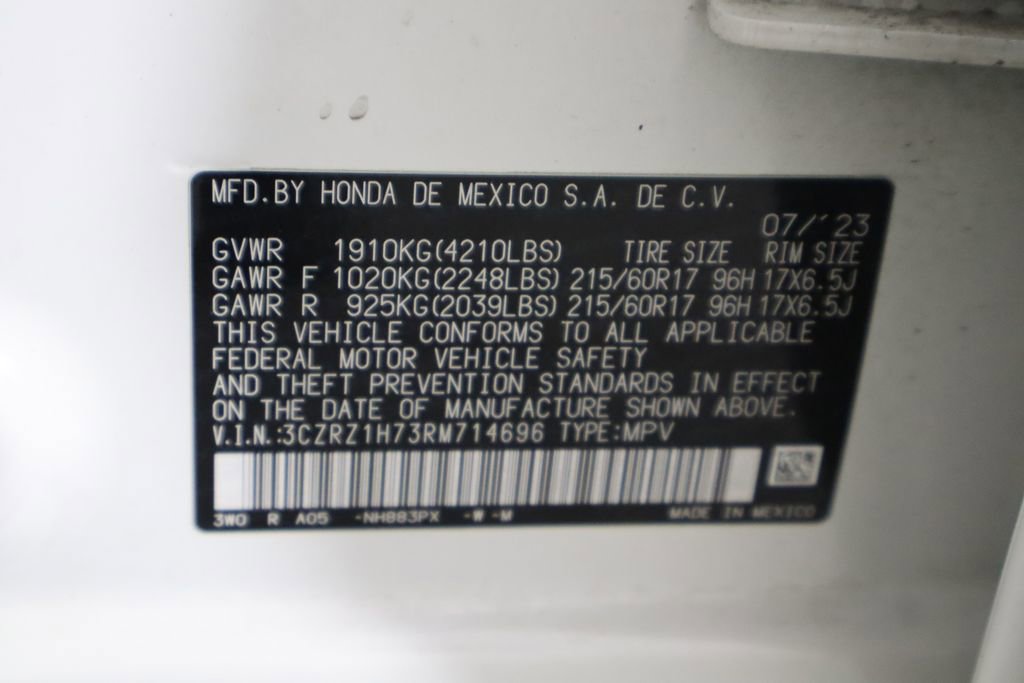 MFD.BY HONDA DE MEXICO S.A. DE C.V.
07/'23
GVWR 1910KG(4210LBS) TIRE SIZE RIM SIZE
GAWR F 1020KG(2248LBS) 215/60R17 96H 17X6.5J
GAWR R 925KG(2039LBS) 215/60R17 96H 17X6.5J
THIS VEHICLE CONFORMS TO ALL APPLICABLE
FEDERAL MOTOR VEHICLE SAFETY
AND THEFT PREVENTION STANDARDS IN EFFECT
ON THE DATE OF MANUFACTURE SHOWN ABOVE.
V.I.N.:3CZRZ1H73RM714696 TYPE:MPV
3W0 R A05 -NH883PX -W -M MADE IN MEXICO